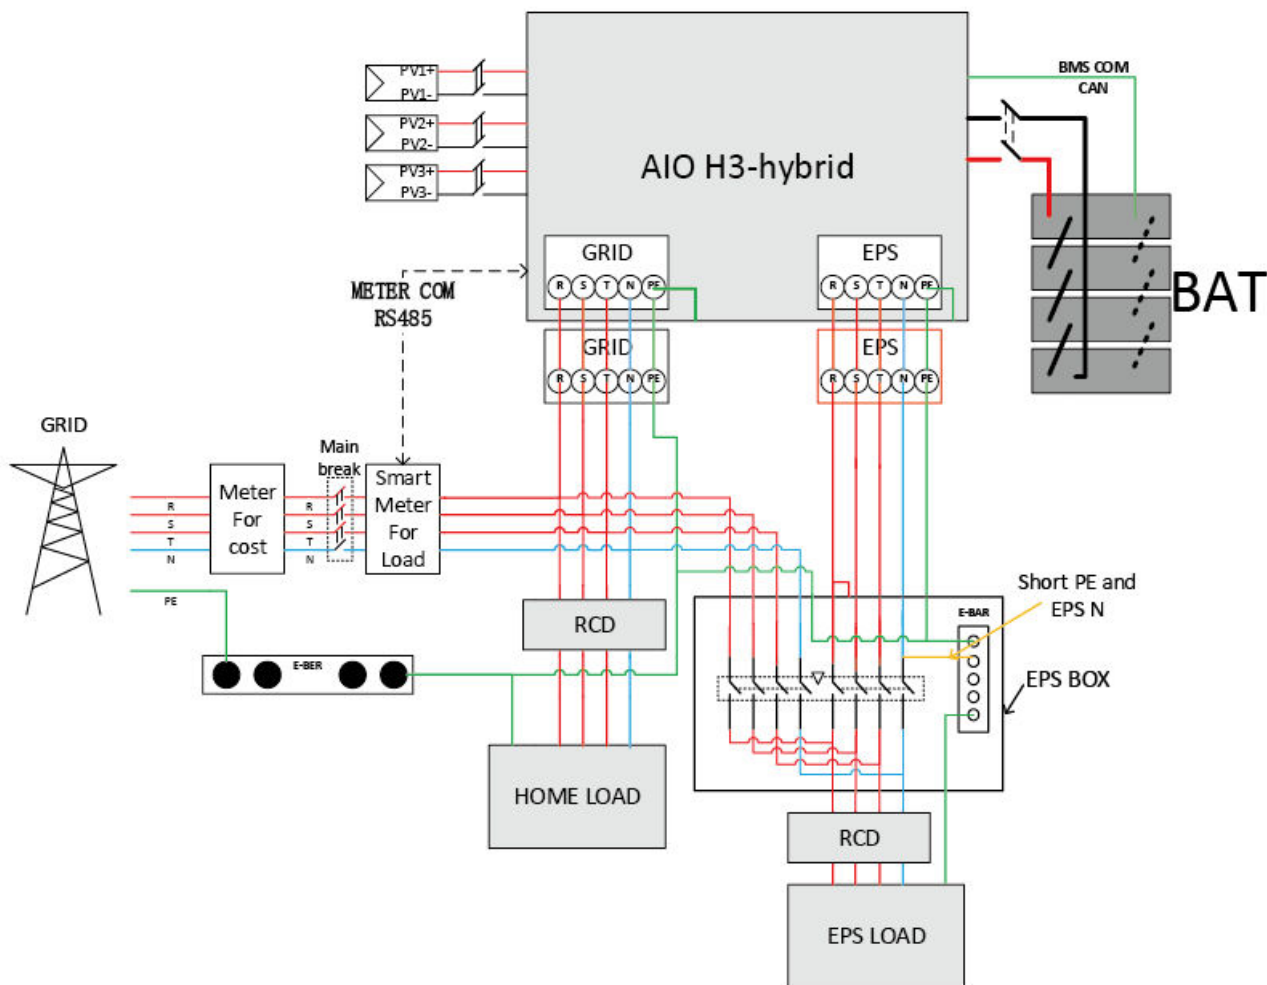 PV1+
PV1-
PV2+
PV2-
PV3+
PV3-
AIO H3-hybrid
BMS COM
CAN
BAT
GRID
R S T N PE
EPS
R S T N PE
METER COM
RS485
GRID
R S T N PE
EPS
R S T N PE
GRID
Meter
For
cost
Main
break
Smart
Meter
For
Load
R
S
T
N
R
S
T
N
PE
E-BER
RCD
HOME LOAD
Short PE and
EPS N
E-BAR
EPS BOX
RCD
EPS LOAD